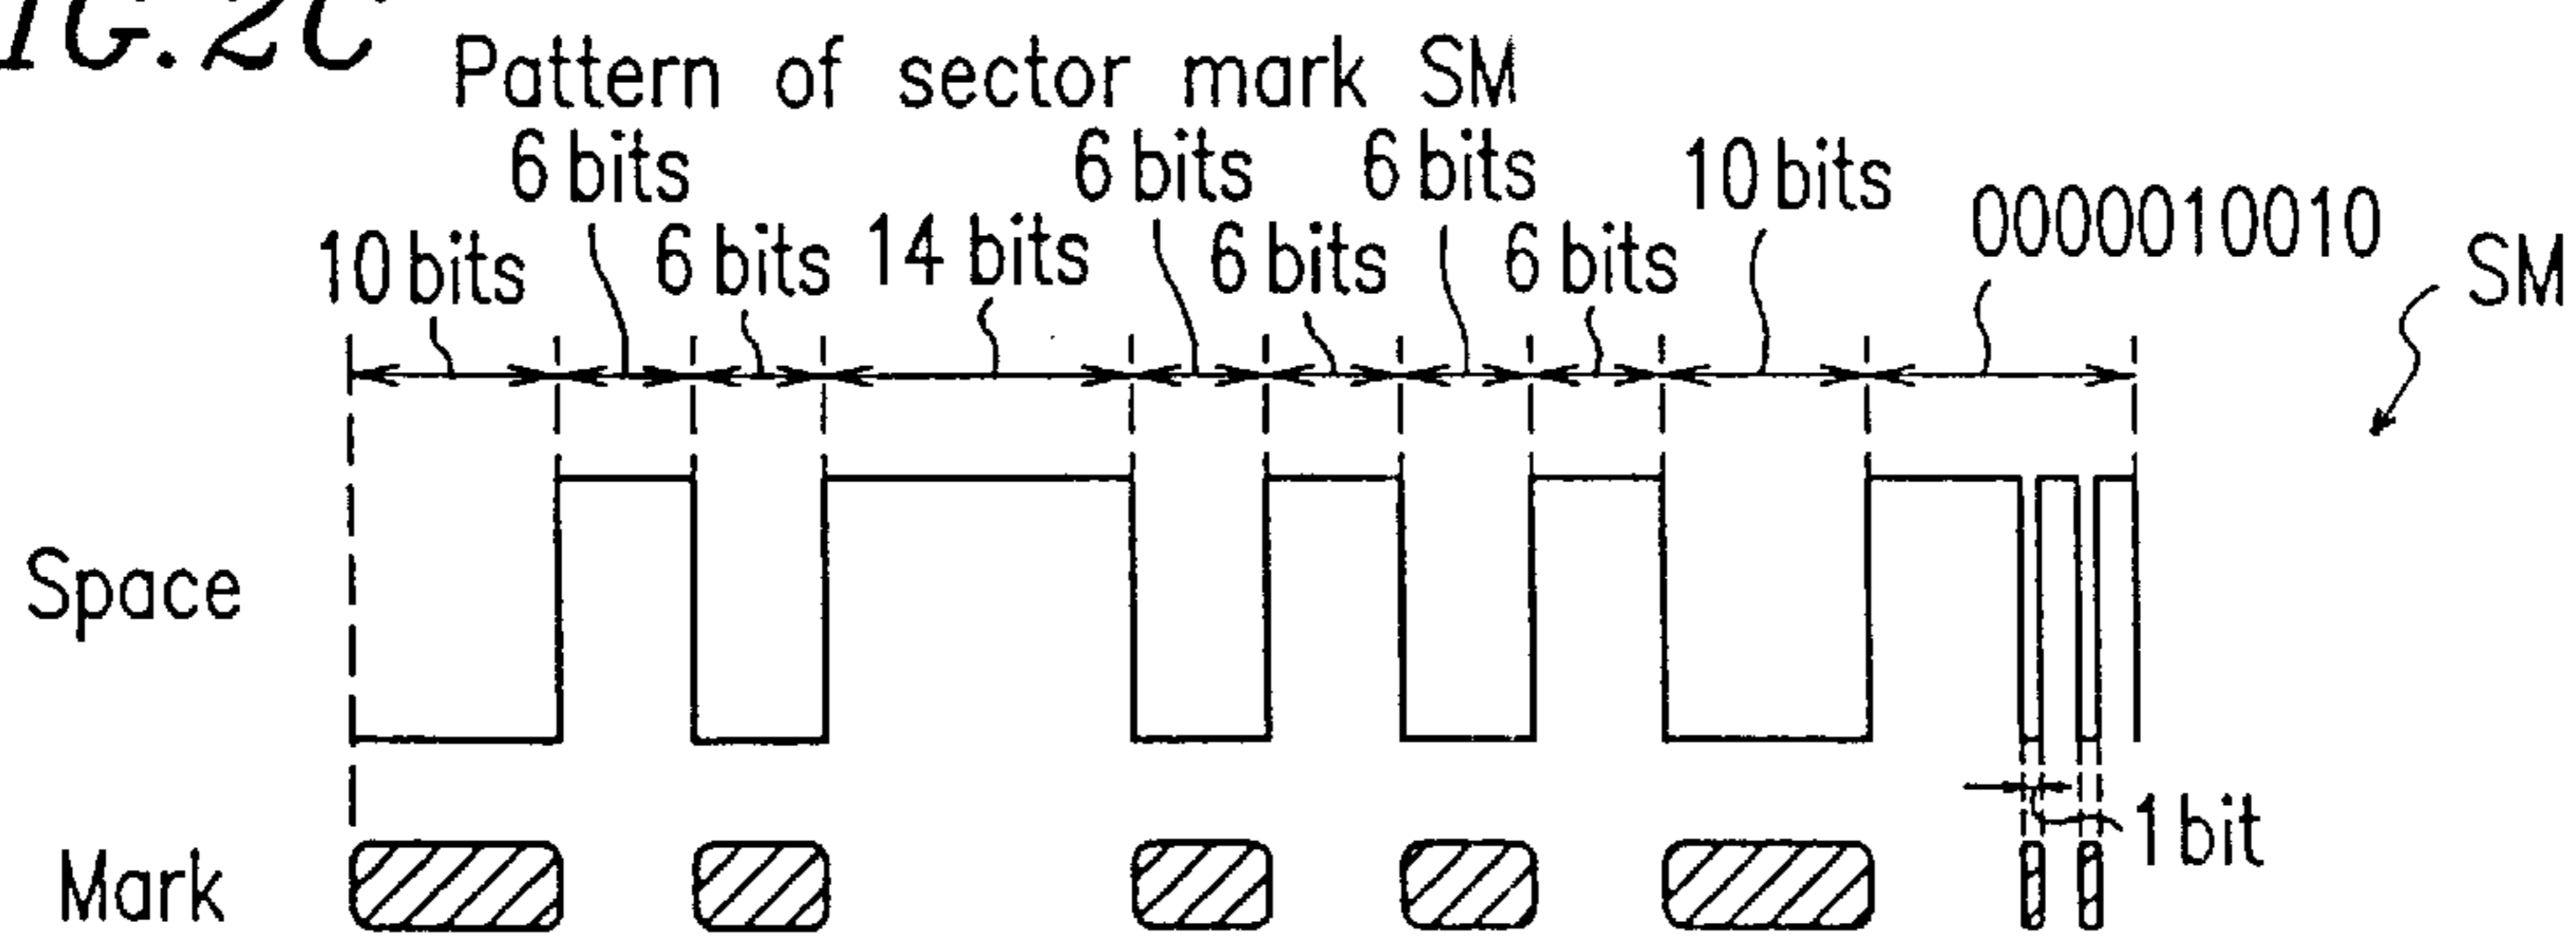 IG. 2C
Pattern of sector mark SM
6 bits 6 bits 6 bits 10 bits
10 bits 6 bits 14 bits 6 bits 6 bits 0000010010 SM
Space
1 bit
Mark